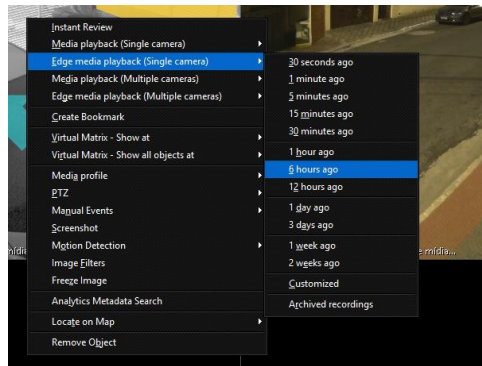 Instant Review
Media playback (Single camera)
Edge media playback (Single camera)
Media playback (Multiple cameras)
Edge media playback (Multiple cameras)
Create Bookmark
Virtual Matrix - Show at
Virtual Matrix - Show all objects at
Media profile
PTZ
Manual Events
Screenshot
Motion Detection
Image Filters
Freeze Image
Analytics Metadata Search
Locate on Map
Remove Object
30 seconds ago
1 minute ago
5 minutes ago
15 minutes ago
30 minutes ago
1 hour ago
6 hours ago
12 hours ago
1 day ago
3 days ago
1 week ago
2 weeks ago
Customized
Archived recordings
mídia...